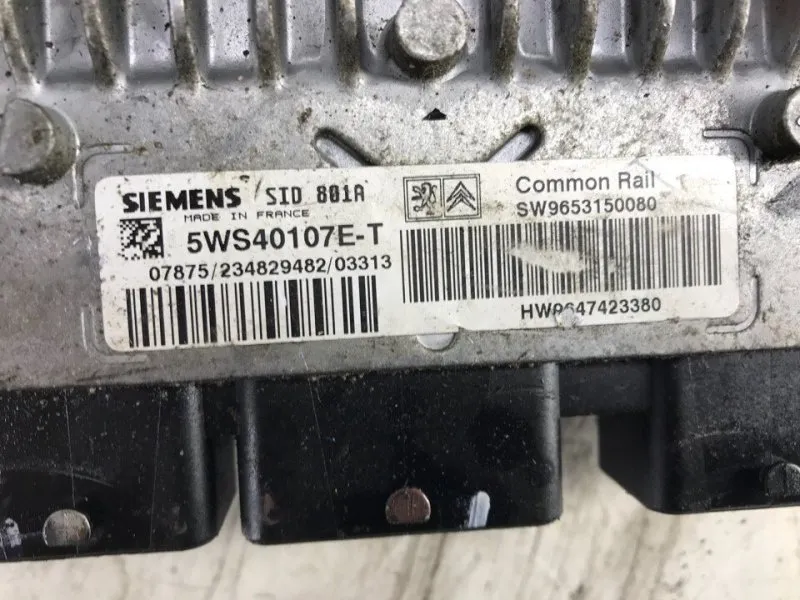 SIEMENS / SID 801A
MADE IN FRANCE
5WS40107E-T
07875/234829482/03313
Common Rail
SW9653150080
HW9647423380